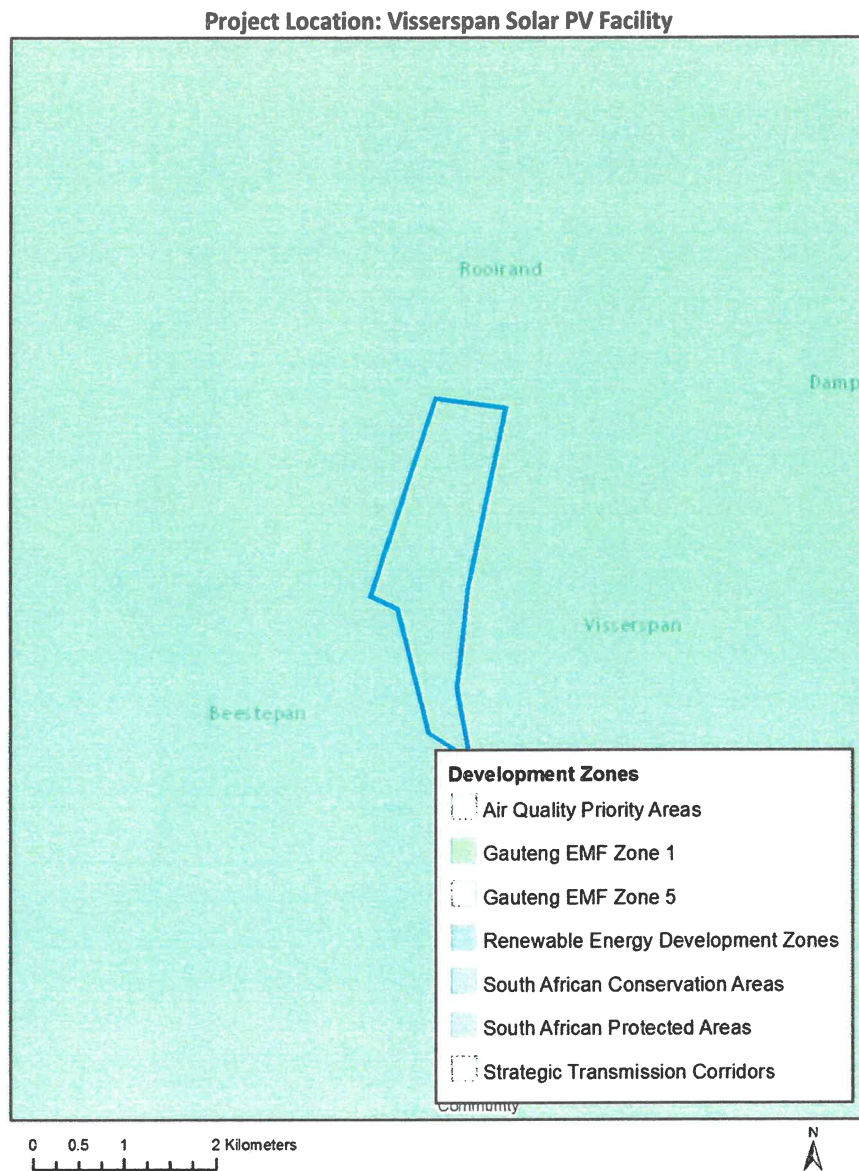 Project Location: Visserspan Solar PV Facility
Rooirand
Damp
Visserspan
Beestepan
Development Zones
Air Quality Priority Areas
Gauteng EMF Zone 1
Gauteng EMF Zone 5
Renewable Energy Development Zones
South African Conservation Areas
South African Protected Areas
Strategic Transmission Corridors
Community
0 0.5 1 2 Kilometers
N